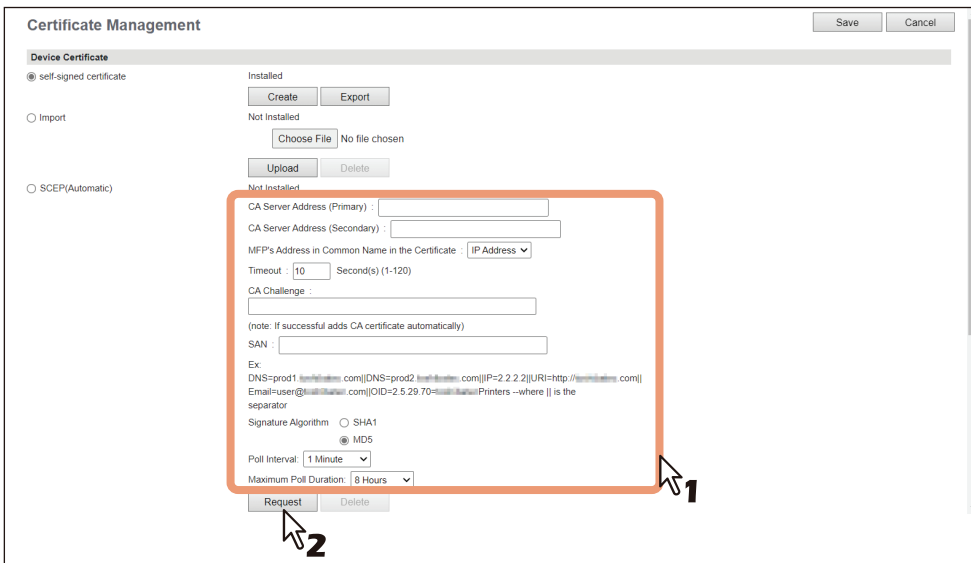 Certificate Management
Save
Cancel
Device Certificate
self-signed certificate
Installed
Create
Export
Import
Not Installed
Choose File
No file chosen
Upload
Delete
SCEP(Automatic)
Not Installed
CA Server Address (Primary) :
CA Server Address (Secondary) :
MFP's Address in Common Name in the Certificate : IP Address
Timeout : 10 Second(s) (1-120)
CA Challenge :
(note: If successful adds CA certificate automatically)
SAN :
Ex:
DNS=prod1. .com||DNS=prod2. .com||IP=2.2.2.2||URI=http:// .com||
Email=user@ .com||OID=2.5.29.70= Printers --where || is the
separator
Signature Algorithm SHA1
MD5
Poll Interval: 1 Minute
Maximum Poll Duration: 8 Hours
1
Request
Delete
2